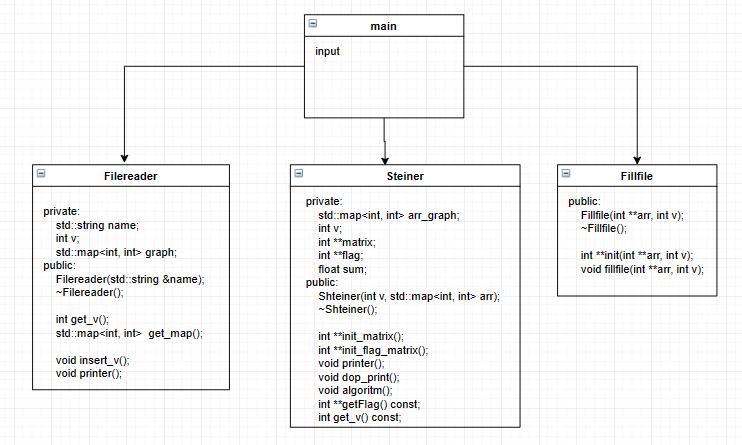 main
input
Filereader
private:
std::string name;
int v;
std::map<int, int> graph;
public:
Filereader(std::string &name);
~Filereader();
int get_v();
std::map<int, int>  get_map();
void insert_v();
void printer();
Steiner
private:
std::map<int, int> arr_graph;
int v;
int **matrix;
int **flag;
float sum;
public:
Shteiner(int v, std::map<int, int> arr);
~Shteiner();
int **init_matrix();
int **init_flag_matrix();
void printer();
void dop_print();
void algoritm();
int **getFlag() const;
int get_v() const;
Fillfile
public:
Fillfile(int **arr, int v);
~Fillfile();
int **init(int **arr, int v);
void fillfile(int **arr, int v);